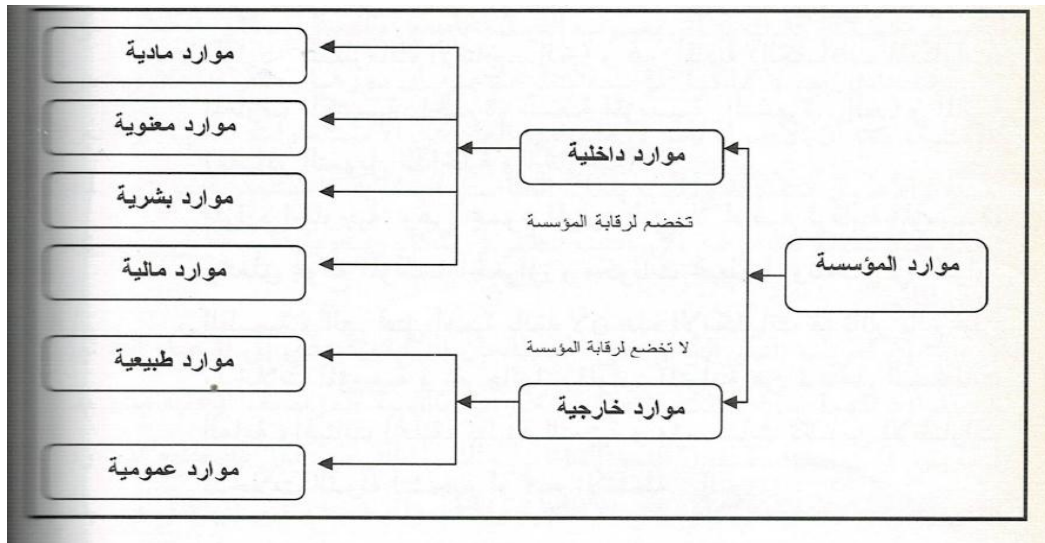 موارد المؤسسة
موارد داخلية
تخضع لرقابة المؤسسة
موارد مادية
موارد معنوية
موارد بشرية
موارد مالية
لا تخضع لرقابة المؤسسة
موارد خارجية
موارد طبيعية
موارد عمومية